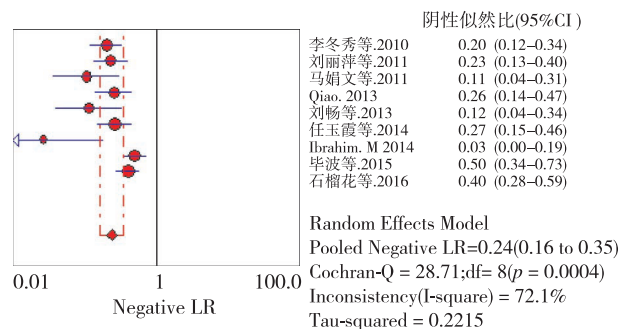 阴性似然比(95%CI )
李冬秀等.2010 0.20 (0.12–0.34)
刘丽萍等.2011 0.23 (0.13–0.40)
马娟文等.2011 0.11 (0.04–0.31)
Qiao. 2013 0.26 (0.14–0.47)
刘畅等.2013 0.12 (0.04–0.34)
任玉霞等.2014 0.27 (0.15–0.46)
Ibrahim. M 2014 0.03 (0.00–0.19)
毕波等.2015 0.50 (0.34–0.73)
石榴花等.2016 0.40 (0.28–0.59)
Random Effects Model
Pooled Negative LR=0.24(0.16 to 0.35)
Cochran-Q = 28.71;df= 8(p = 0.0004)
Inconsistency(I-square) = 72.1%
Tau-squared = 0.2215
0.01 1 100.0
Negative LR